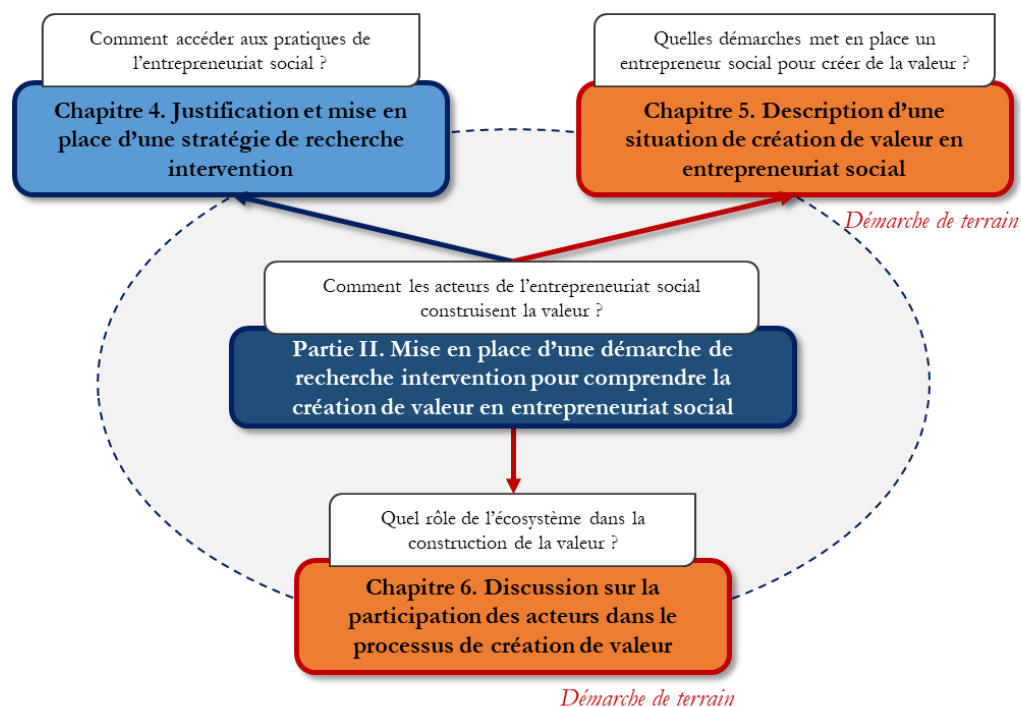 Comment accéder aux pratiques de
l’entrepreneuriat social ?
Chapitre 4. Justification et mise en
place d’une stratégie de recherche
intervention
Quelles démarches met en place un
entrepreneur social pour créer de la valeur ?
Chapitre 5. Description d’une
situation de création de valeur en
entrepreneuriat social
Démarche de terrain
Comment les acteurs de l’entrepreneuriat social
construisent la valeur ?
Partie II. Mise en place d’une démarche de
recherche intervention pour comprendre la
création de valeur en entrepreneuriat social
Quel rôle de l’écosystème dans la
construction de la valeur ?
Chapitre 6. Discussion sur la
participation des acteurs dans le
processus de création de valeur
Démarche de terrain